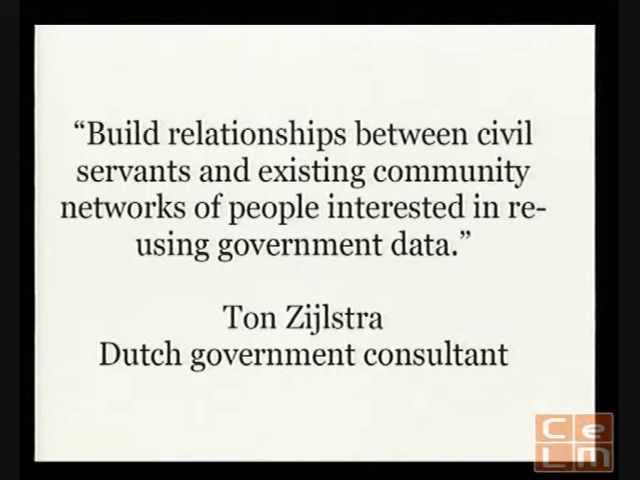 “Build relationships between civil
servants and existing community
networks of people interested in re-
using government data.”
Ton Zijlstra
Dutch government consultant
CeLm